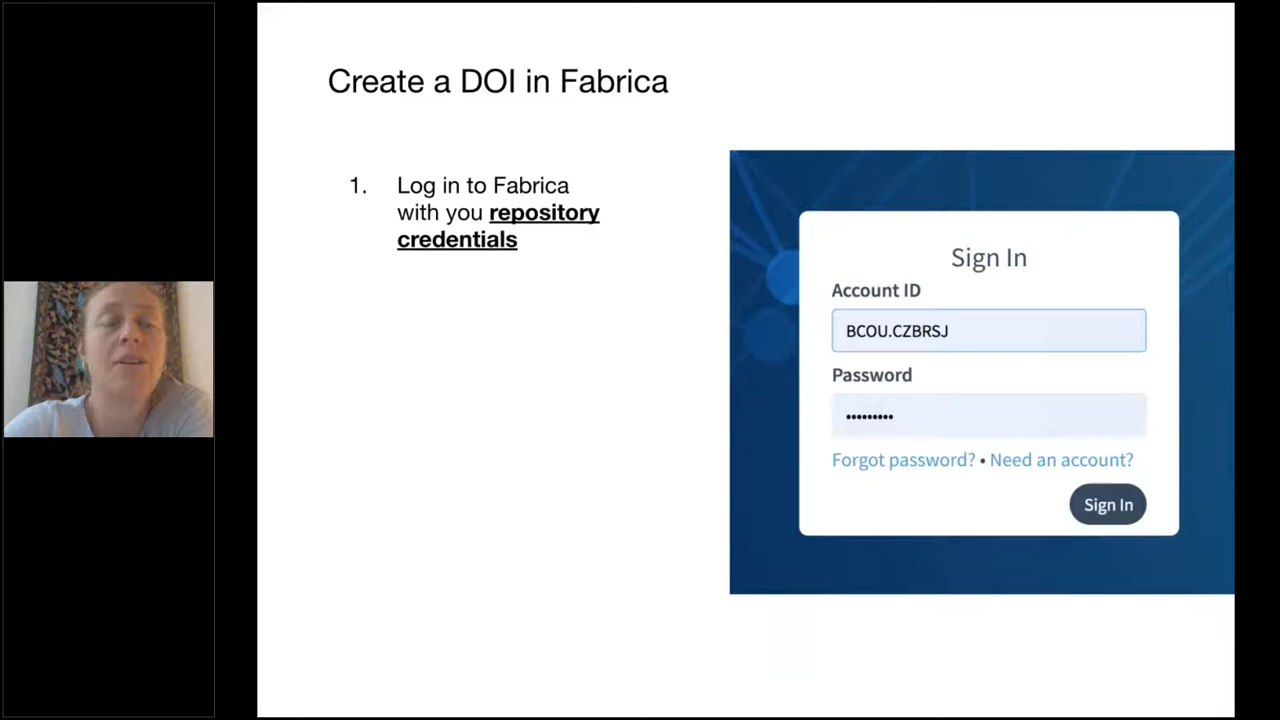 Create a DOI in Fabrica
1. Log in to Fabrica
with you repository
credentials
Sign In
Account ID
BCOU.CZBRSJ
Password
•••••••••
Forgot password? • Need an account?
Sign In